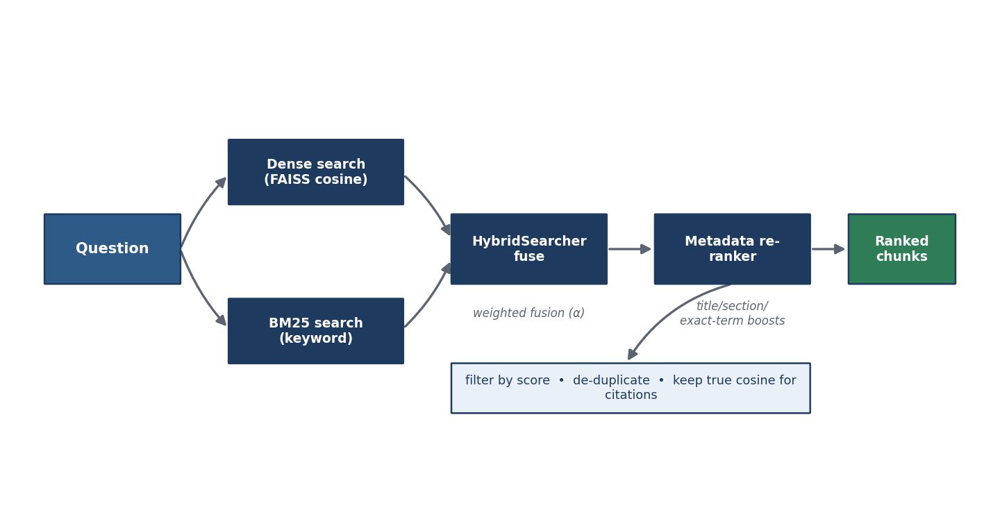 Question
Dense search
(FAISS cosine)
BM25 search
(keyword)
HybridSearcher
fuse
weighted fusion (α)
Metadata re-
ranker
title/section/
exact-term boosts
Ranked
chunks
filter by score • de-duplicate • keep true cosine for
citations